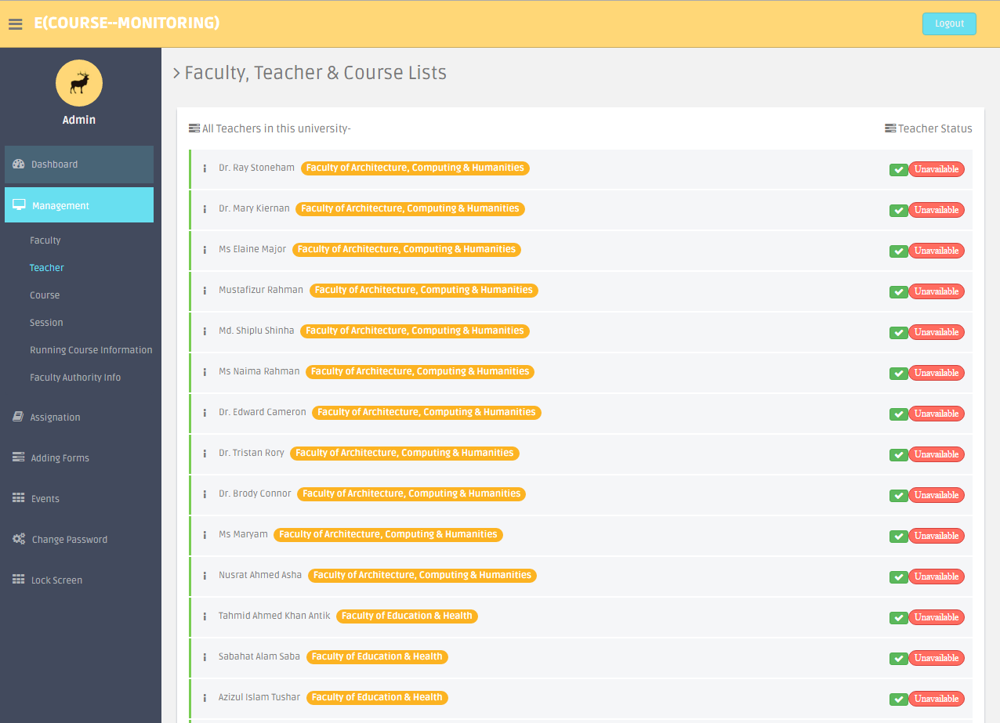 E(COURSE--MONITORING)
Logout
Admin
Dashboard
Management
Faculty
Teacher
Course
Session
Running Course Information
Faculty Authority Info
Assignation
Adding Forms
Events
Change Password
Lock Screen
Faculty, Teacher & Course Lists
All Teachers in this university-
Teacher Status
Dr. Ray Stoneham Faculty of Architecture, Computing & Humanities Unavailable
Dr. Mary Kiernan Faculty of Architecture, Computing & Humanities Unavailable
Ms Elaine Major Faculty of Architecture, Computing & Humanities Unavailable
Mustafizur Rahman Faculty of Architecture, Computing & Humanities Unavailable
Md. Shiplu Shinha Faculty of Architecture, Computing & Humanities Unavailable
Ms Naima Rahman Faculty of Architecture, Computing & Humanities Unavailable
Dr. Edward Cameron Faculty of Architecture, Computing & Humanities Unavailable
Dr. Tristan Rory Faculty of Architecture, Computing & Humanities Unavailable
Dr. Brody Connor Faculty of Architecture, Computing & Humanities Unavailable
Ms Maryam Faculty of Architecture, Computing & Humanities Unavailable
Nusrat Ahmed Asha Faculty of Architecture, Computing & Humanities Unavailable
Tahmid Ahmed Khan Antik Faculty of Education & Health Unavailable
Sabahat Alam Saba Faculty of Education & Health Unavailable
Azizul Islam Tushar Faculty of Education & Health Unavailable